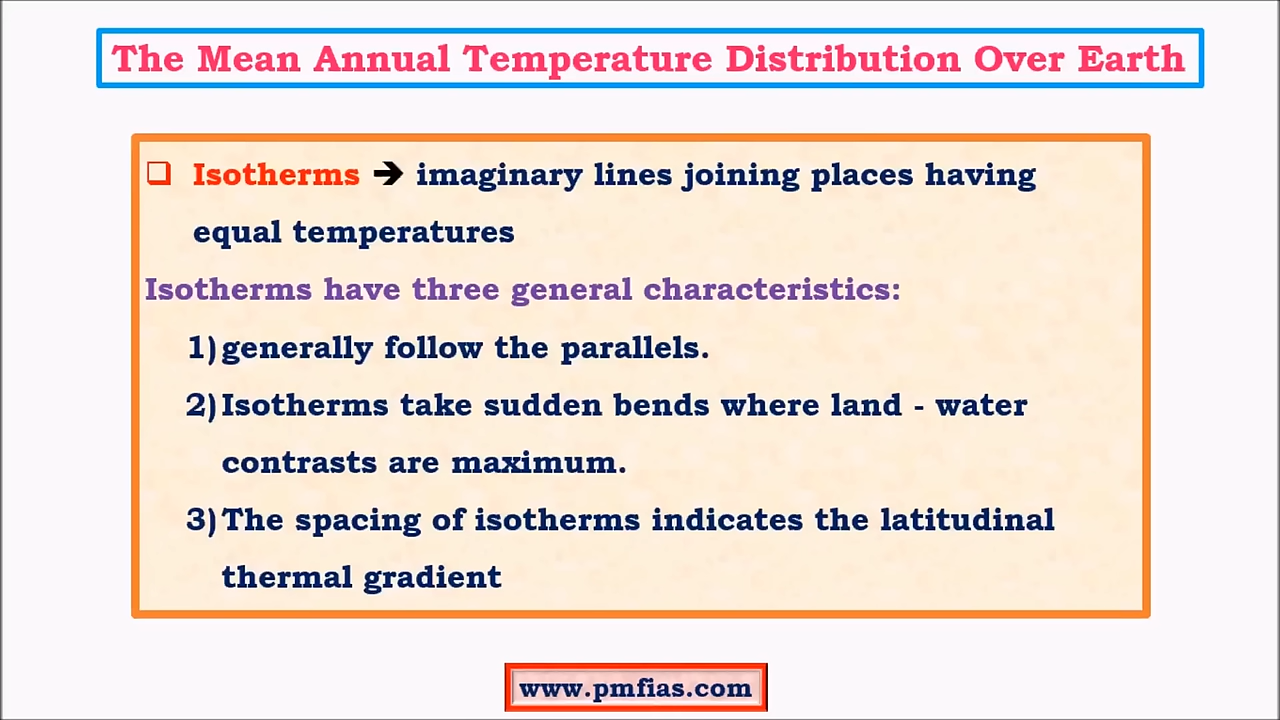 The Mean Annual Temperature Distribution Over Earth
❑ Isotherms ➔ imaginary lines joining places having
equal temperatures
Isotherms have three general characteristics:
1) generally follow the parallels.
2) Isotherms take sudden bends where land - water
contrasts are maximum.
3) The spacing of isotherms indicates the latitudinal
thermal gradient
www.pmfias.com